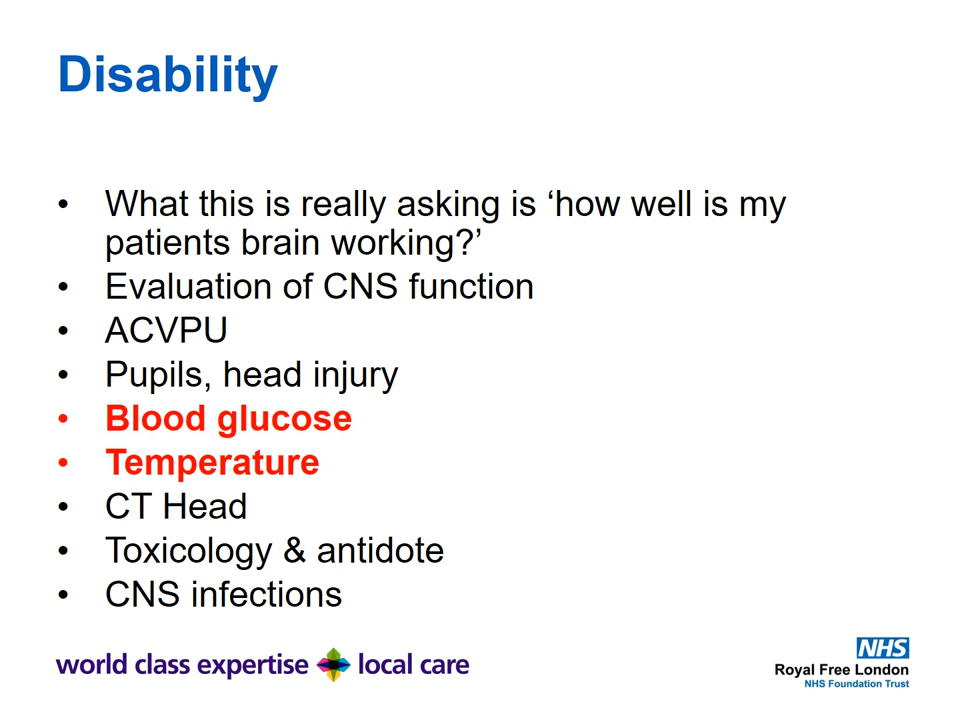 Disability
• What this is really asking is ‘how well is my
patients brain working?’
• Evaluation of CNS function
• ACVPU
• Pupils, head injury
• Blood glucose
• Temperature
• CT Head
• Toxicology & antidote
• CNS infections
world class expertise local care
NHS
Royal Free London
NHS Foundation Trust